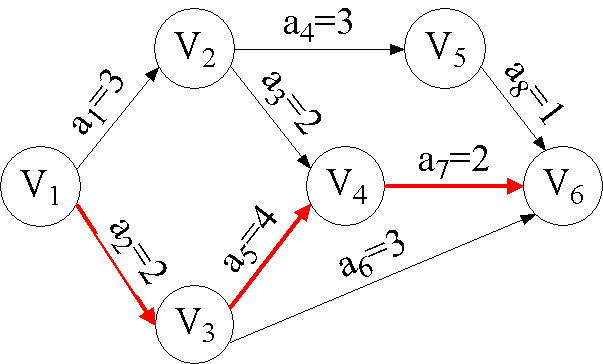 a₄=3
V₂
V₅
a₁=3
a₃=2
a₈=1
a₇=2
V₁
V₄
V₆
a₂=2
a₅=4
a₆=3
V₃